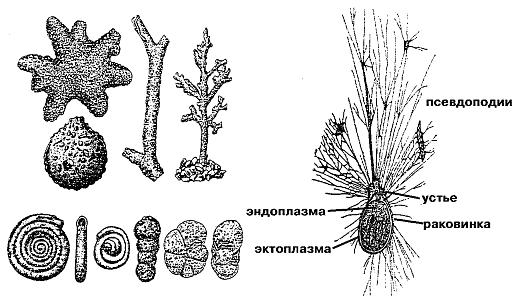 псевдоподии
устье
эндоплазма
раковинка
эктоплазма